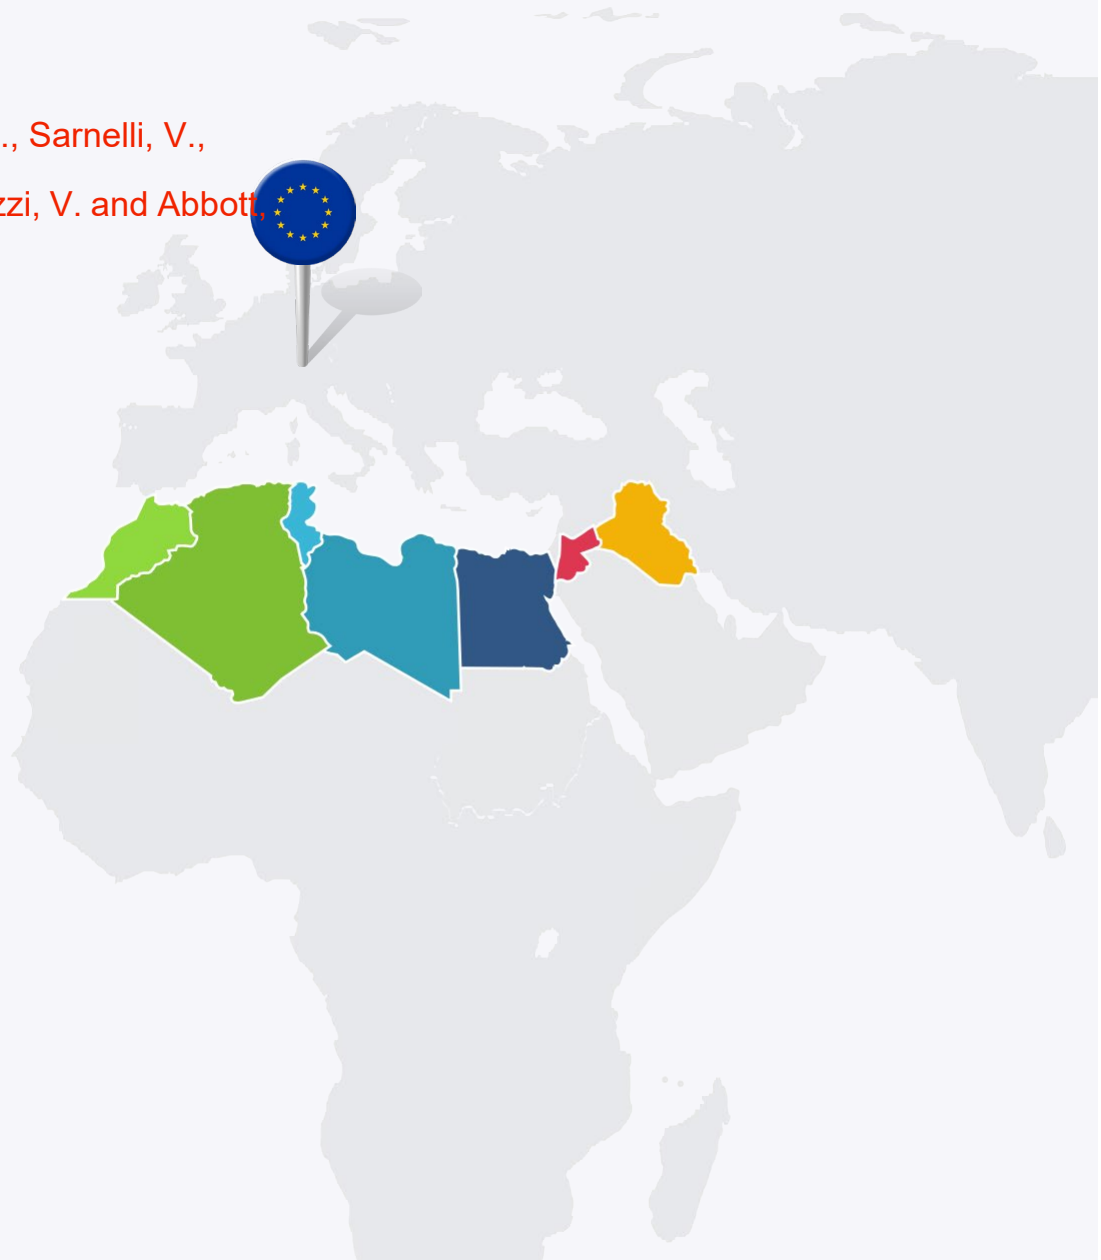 ., Sarnelli, V.,
zzi, V. and Abbott,